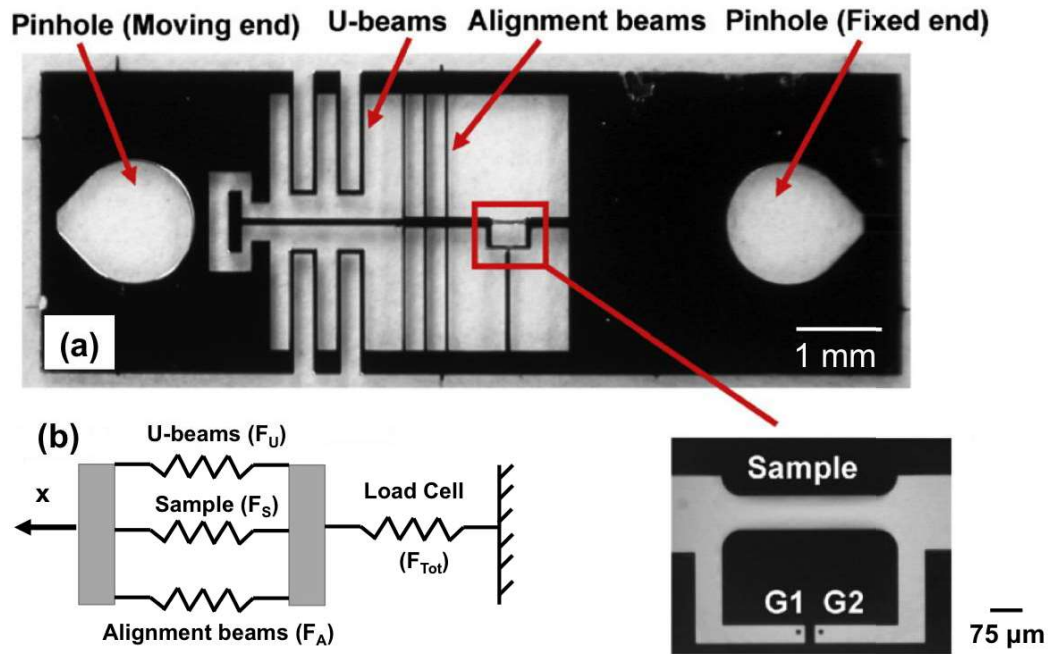 Pinhole (Moving end) U-beams Alignment beams Pinhole (Fixed end)
(a)
1 mm
(b)
U-beams (F_U)
x
Sample (F_S)
Load Cell
(F_Tot)
Alignment beams (F_A)
Sample
G1 G2
75 µm